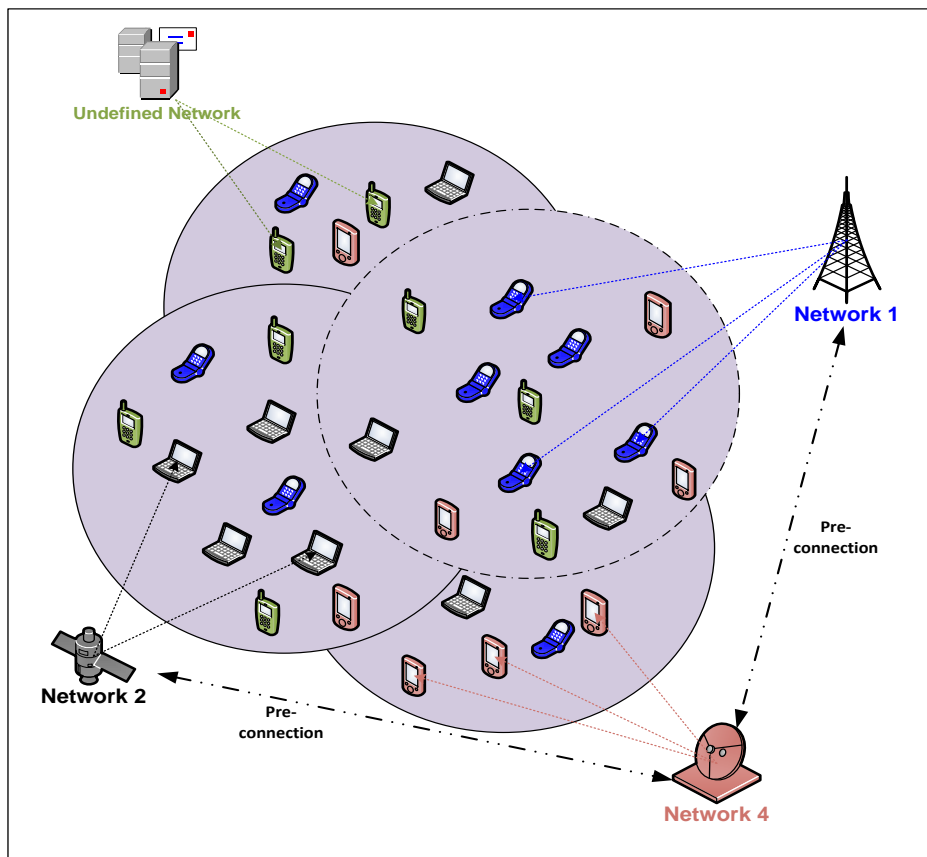 Undefined Network
Network 1
Pre-
connection
Network 2
Pre-
connection
Network 4